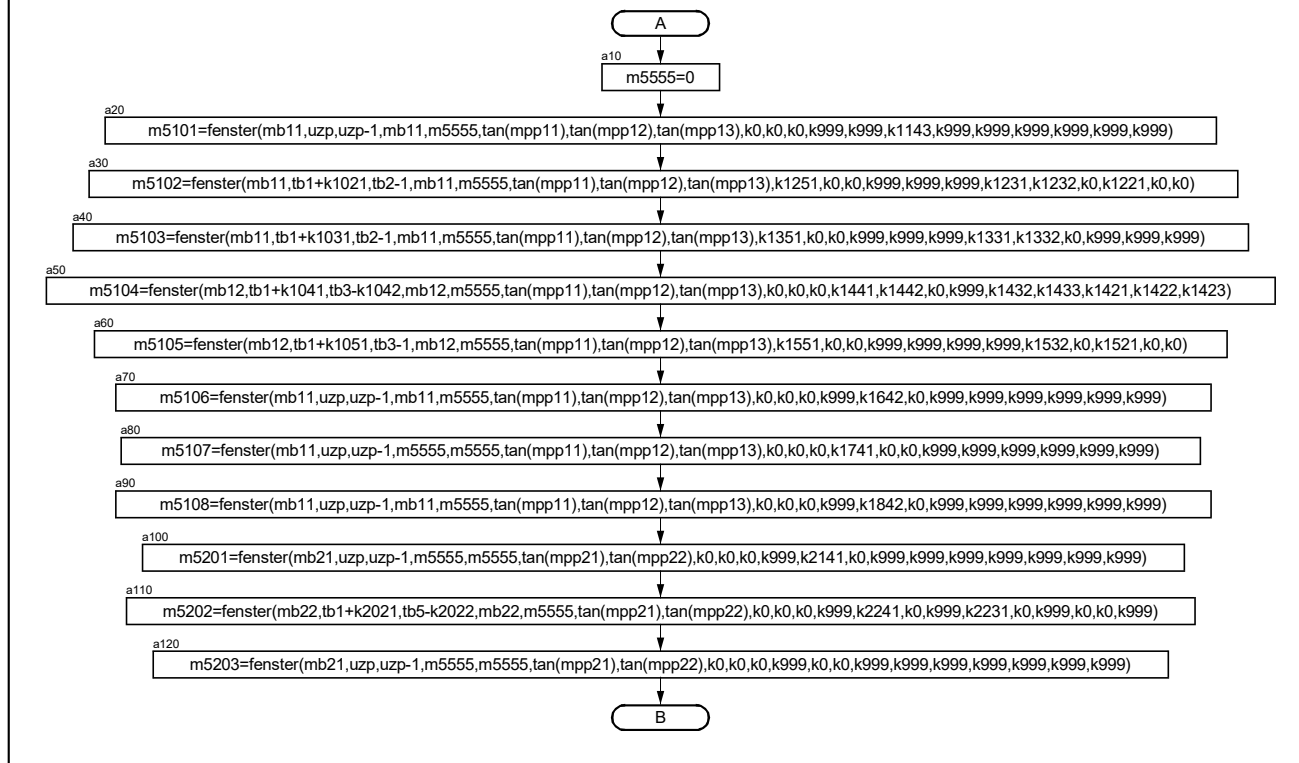 A
a10
m5555=0
a20
m5101=fenster(mb11,uzp,uzp-1,mb11,m5555,tan(mpp11),tan(mpp12),tan(mpp13),k0,k0,k0,k999,k999,k1143,k999,k999,k999,k999,k999,k999)
a30
m5102=fenster(mb11,tb1+k1021,tb2-1,mb11,m5555,tan(mpp11),tan(mpp12),tan(mpp13),k1251,k0,k0,k999,k999,k999,k1231,k1232,k0,k1221,k0,k0)
a40
m5103=fenster(mb11,tb1+k1031,tb2-1,mb11,m5555,tan(mpp11),tan(mpp12),tan(mpp13),k1351,k0,k0,k999,k999,k999,k1331,k1332,k0,k999,k999,k999)
a50
m5104=fenster(mb12,tb1+k1041,tb3-k1042,mb12,m5555,tan(mpp11),tan(mpp12),tan(mpp13),k0,k0,k0,k1441,k1442,k0,k999,k1432,k1433,k1421,k1422,k1423)
a60
m5105=fenster(mb12,tb1+k1051,tb3-1,mb12,m5555,tan(mpp11),tan(mpp12),tan(mpp13),k1551,k0,k0,k999,k999,k999,k999,k1532,k0,k1521,k0,k0)
a70
m5106=fenster(mb11,uzp,uzp-1,mb11,m5555,tan(mpp11),tan(mpp12),tan(mpp13),k0,k0,k0,k999,k1642,k0,k999,k999,k999,k999,k999,k999)
a80
m5107=fenster(mb11,uzp,uzp-1,m5555,m5555,tan(mpp11),tan(mpp12),tan(mpp13),k0,k0,k0,k1741,k0,k0,k999,k999,k999,k999,k999,k999)
a90
m5108=fenster(mb11,uzp,uzp-1,mb11,m5555,tan(mpp11),tan(mpp12),tan(mpp13),k0,k0,k0,k999,k1842,k0,k999,k999,k999,k999,k999,k999)
a100
m5201=fenster(mb21,uzp,uzp-1,m5555,m5555,tan(mpp21),tan(mpp22),k0,k0,k0,k999,k2141,k0,k999,k999,k999,k999,k999,k999,k999)
a110
m5202=fenster(mb22,tb1+k2021,tb5-k2022,mb22,m5555,tan(mpp21),tan(mpp22),k0,k0,k0,k999,k2241,k0,k999,k2231,k0,k999,k0,k0,k999)
a120
m5203=fenster(mb21,uzp,uzp-1,m5555,m5555,tan(mpp21),tan(mpp22),k0,k0,k0,k999,k0,k0,k999,k999,k999,k999,k999,k999,k999)
B